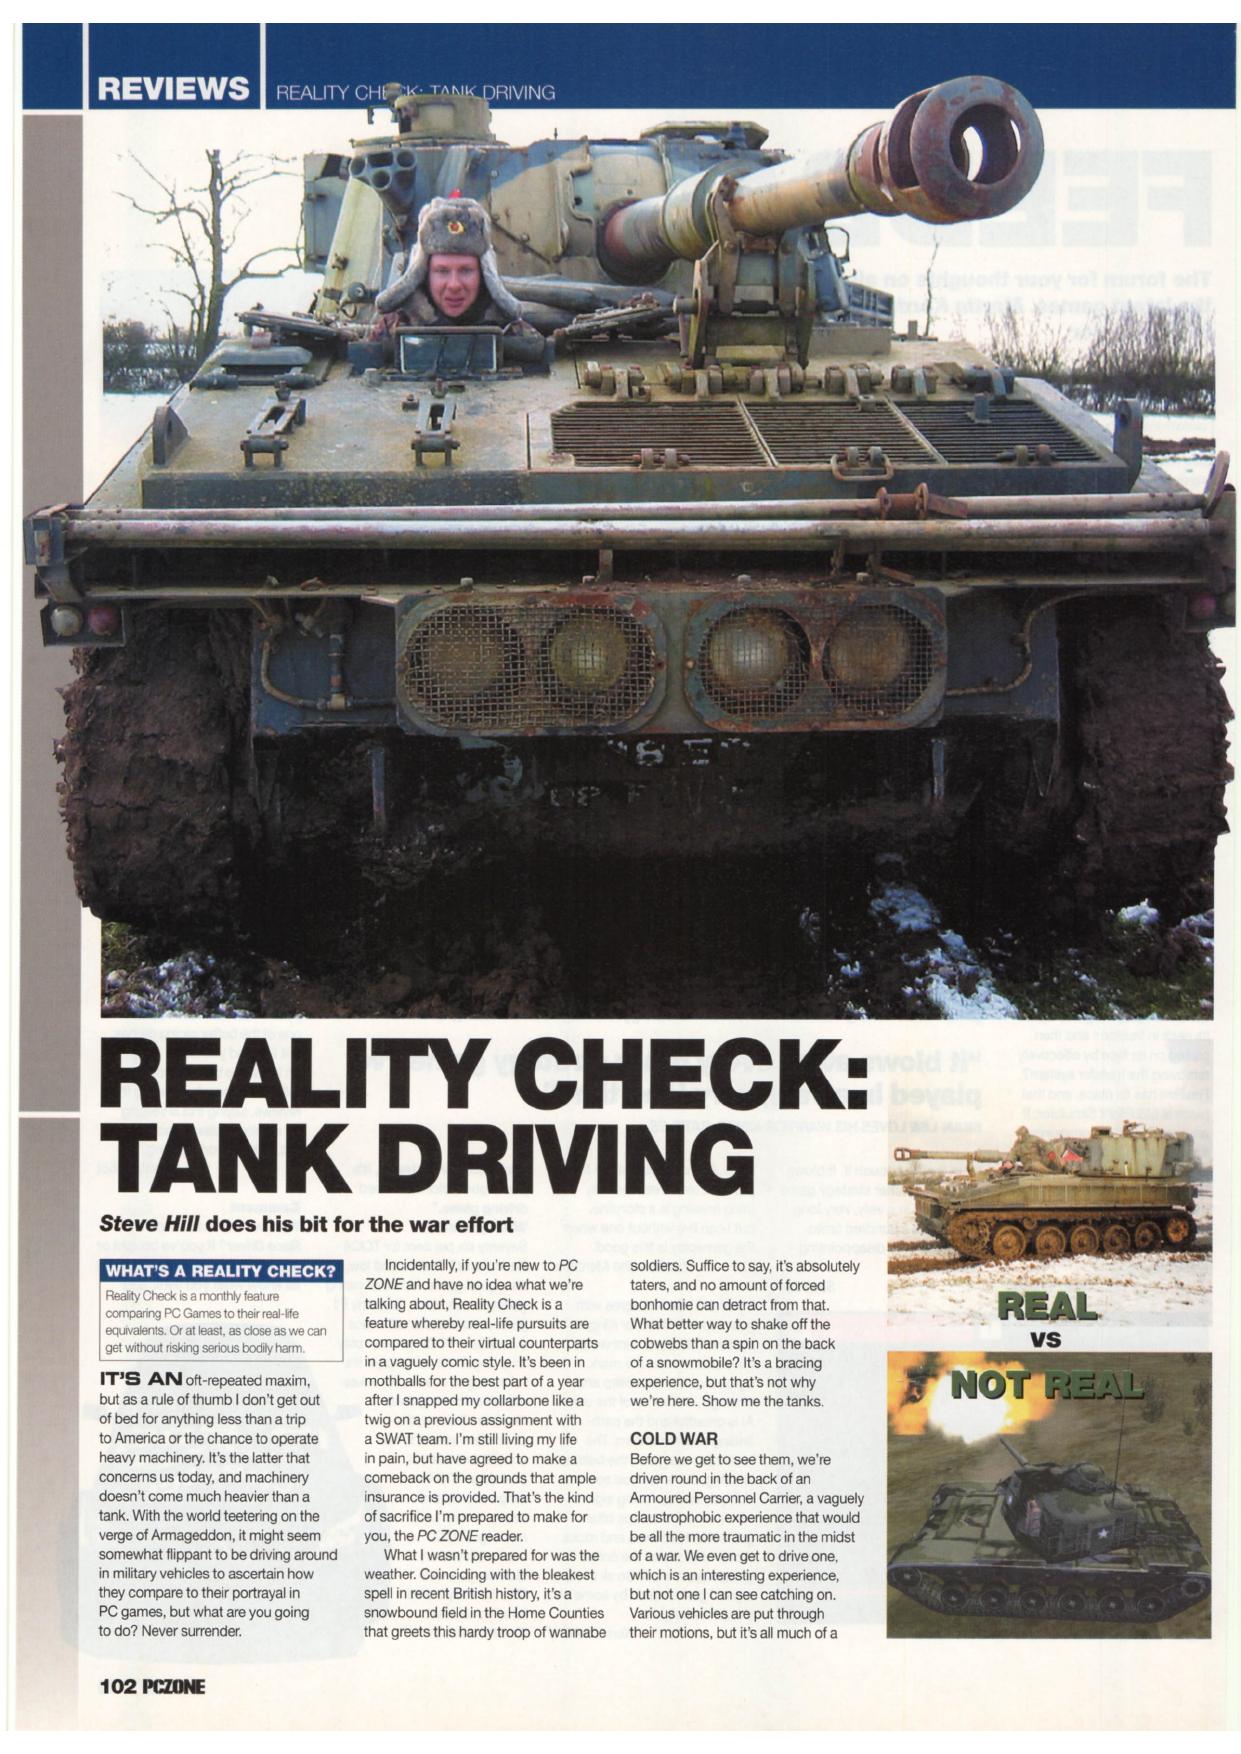 REVIEWS
REALITY CHECK: TANK DRIVING
REALITY CHECK:
TANK DRIVING
Steve Hill does his bit for the war effort
WHAT'S A REALITY CHECK?
Reality Check is a monthly feature
comparing PC Games to their real-life
equivalents. Or at least, as close as we can
get without risking serious bodily harm.
IT'S AN oft-repeated maxim,
but as a rule of thumb I don't get out
of bed for anything less than a trip
to America or the chance to operate
heavy machinery. It's the latter that
concerns us today, and machinery
doesn't come much heavier than a
tank. With the world teetering on the
verge of Armageddon, it might seem
somewhat flippant to be driving around
in military vehicles to ascertain how
they compare to their portrayal in
PC games, but what are you going
to do? Never surrender.
Incidentally, if you're new to PC
ZONE and have no idea what we're
talking about, Reality Check is a
feature whereby real-life pursuits are
compared to their virtual counterparts
in a vaguely comic style. It's been in
mothballs for the best part of a year
after I snapped my collarbone like a
twig on a previous assignment with
a SWAT team. I'm still living my life
in pain, but have agreed to make a
comeback on the grounds that ample
insurance is provided. That's the kind
of sacrifice I'm prepared to make for
you, the PC ZONE reader.
What I wasn't prepared for was the
weather. Coinciding with the bleakest
spell in recent British history, it's a
snowbound field in the Home Counties
that greets this hardy troop of wannabe
soldiers. Suffice to say, it's absolutely
taters, and no amount of forced
bonhomie can detract from that.
What better way to shake off the
cobwebs than a spin on the back
of a snowmobile? It's a bracing
experience, but that's not why
we're here. Show me the tanks.
COLD WAR
Before we get to see them, we're
driven round in the back of an
Armoured Personnel Carrier, a vaguely
claustrophobic experience that would
be all the more traumatic in the midst
of a war. We even get to drive one,
which is an interesting experience,
but not one I can see catching on.
Various vehicles are put through
their motions, but it's all much of a
REAL
VS
NOT REAL
102 PCZONE